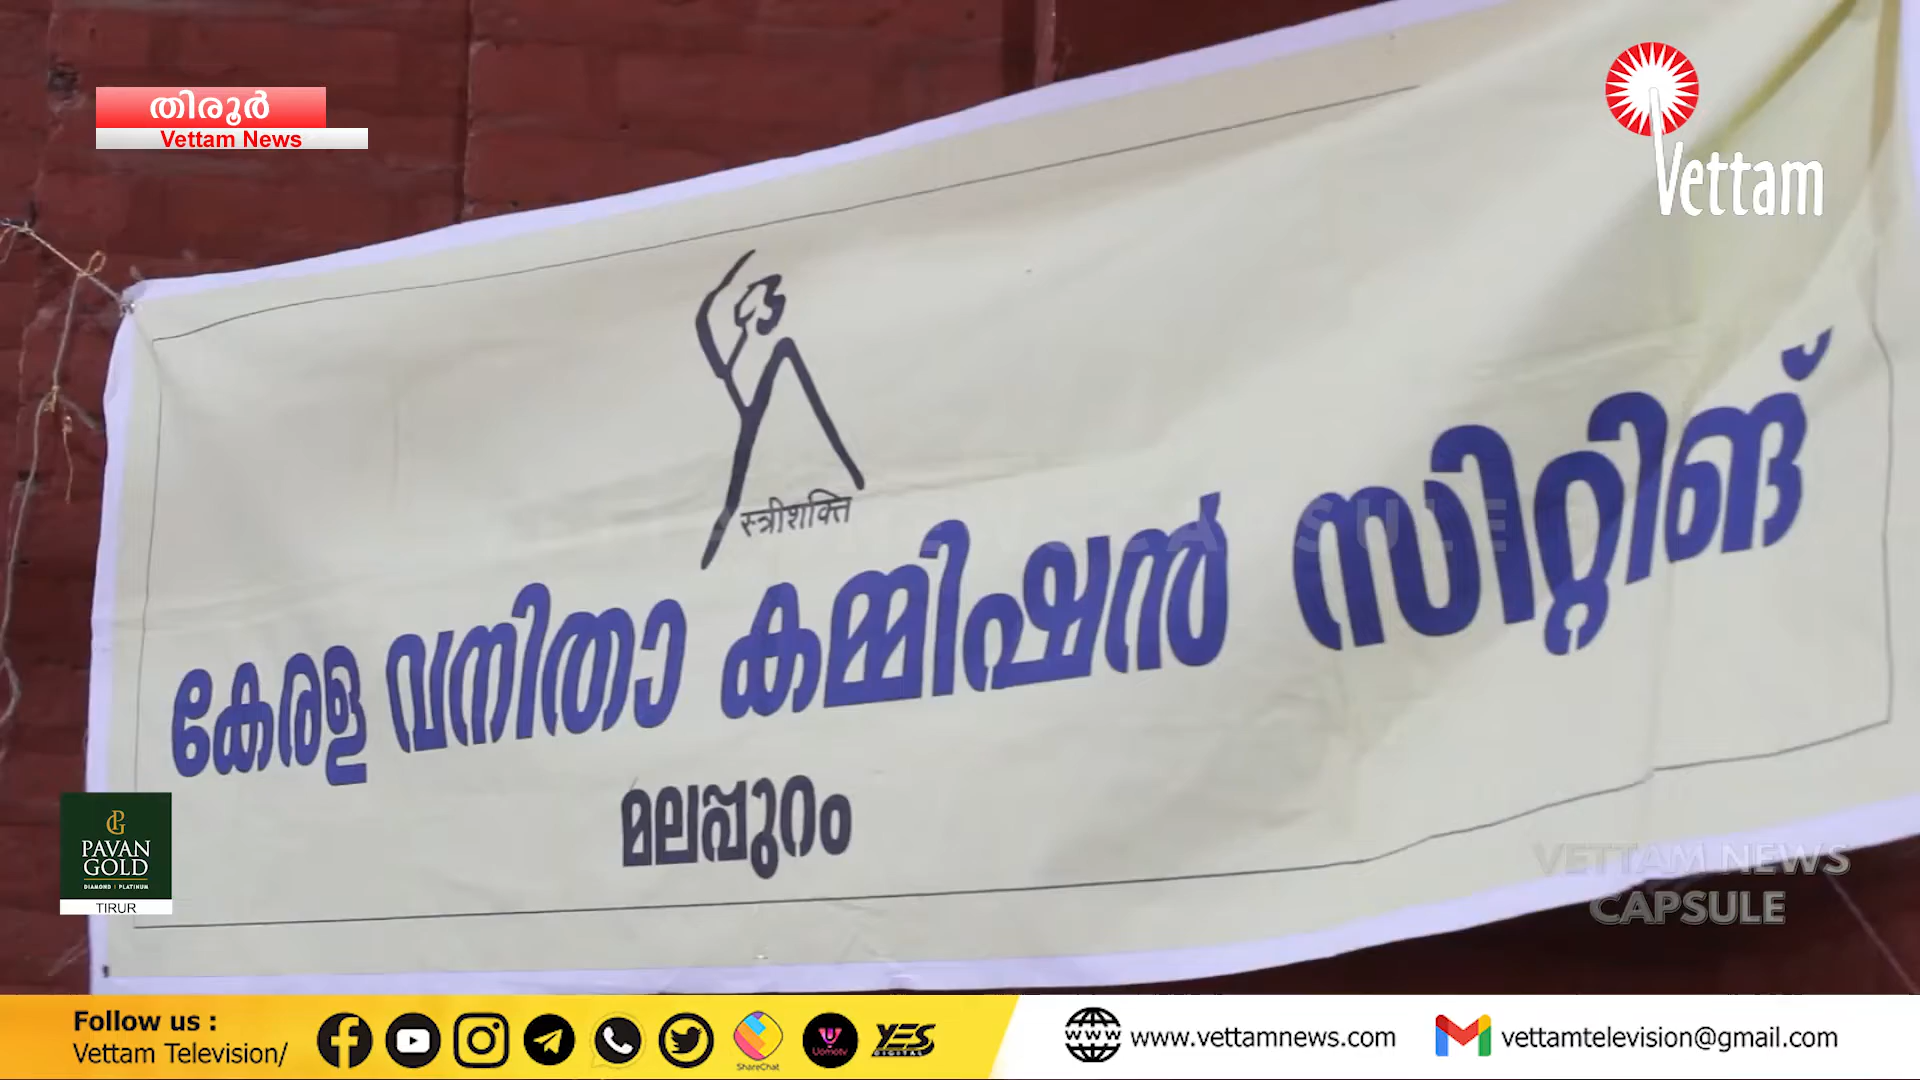 തിരൂർ
Vettam News
Vettam
स्त्रीशक्ति
കേരള വനിതാ കമ്മിഷൻ സിറ്റിങ്
മലപ്പുറം
PG
PAVAN
GOLD
DIAMOND | PLATINUM
TIRUR
VETTAM NEWS
CAPSULE
Follow us :
Vettam Television/
ShareChat
Uomotv
YES
DIGITAL
www.vettamnews.com
vettamtelevision@gmail.com